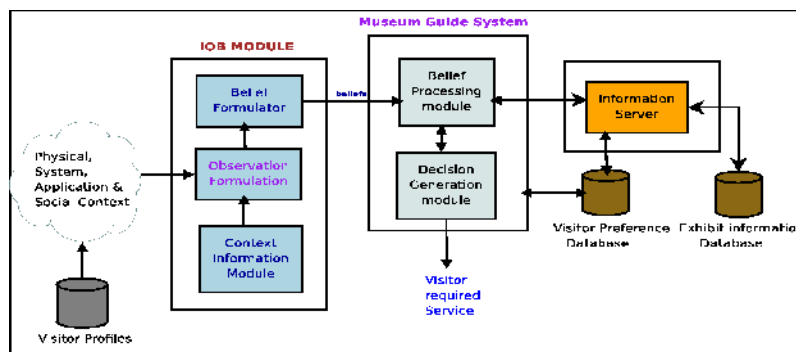 Museum Guide System
IOB MODULE
Belief
Formulator
beliefs
Belief
Processing
module
Information
Server
Physical,
System,
Application &
Social Context
Observation
Formulation
Decision
Generation
module
Context
Information
Module
Visitor Preference
Database
Exhibit information
Database
Visitor
required
Service
Visitor Profiles